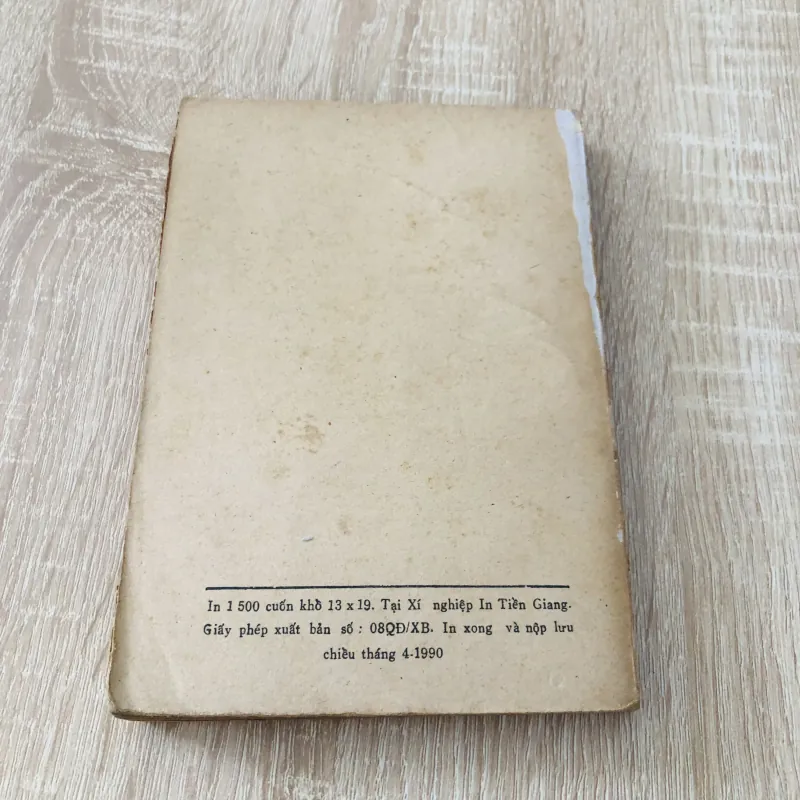 In 1 500 cuốn khổ 13 x 19. Tại Xí nghiệp In Tiền Giang.
Giấy phép xuất bản số : 08QĐ/XB. In xong và nộp lưu
chiều tháng 4-1990